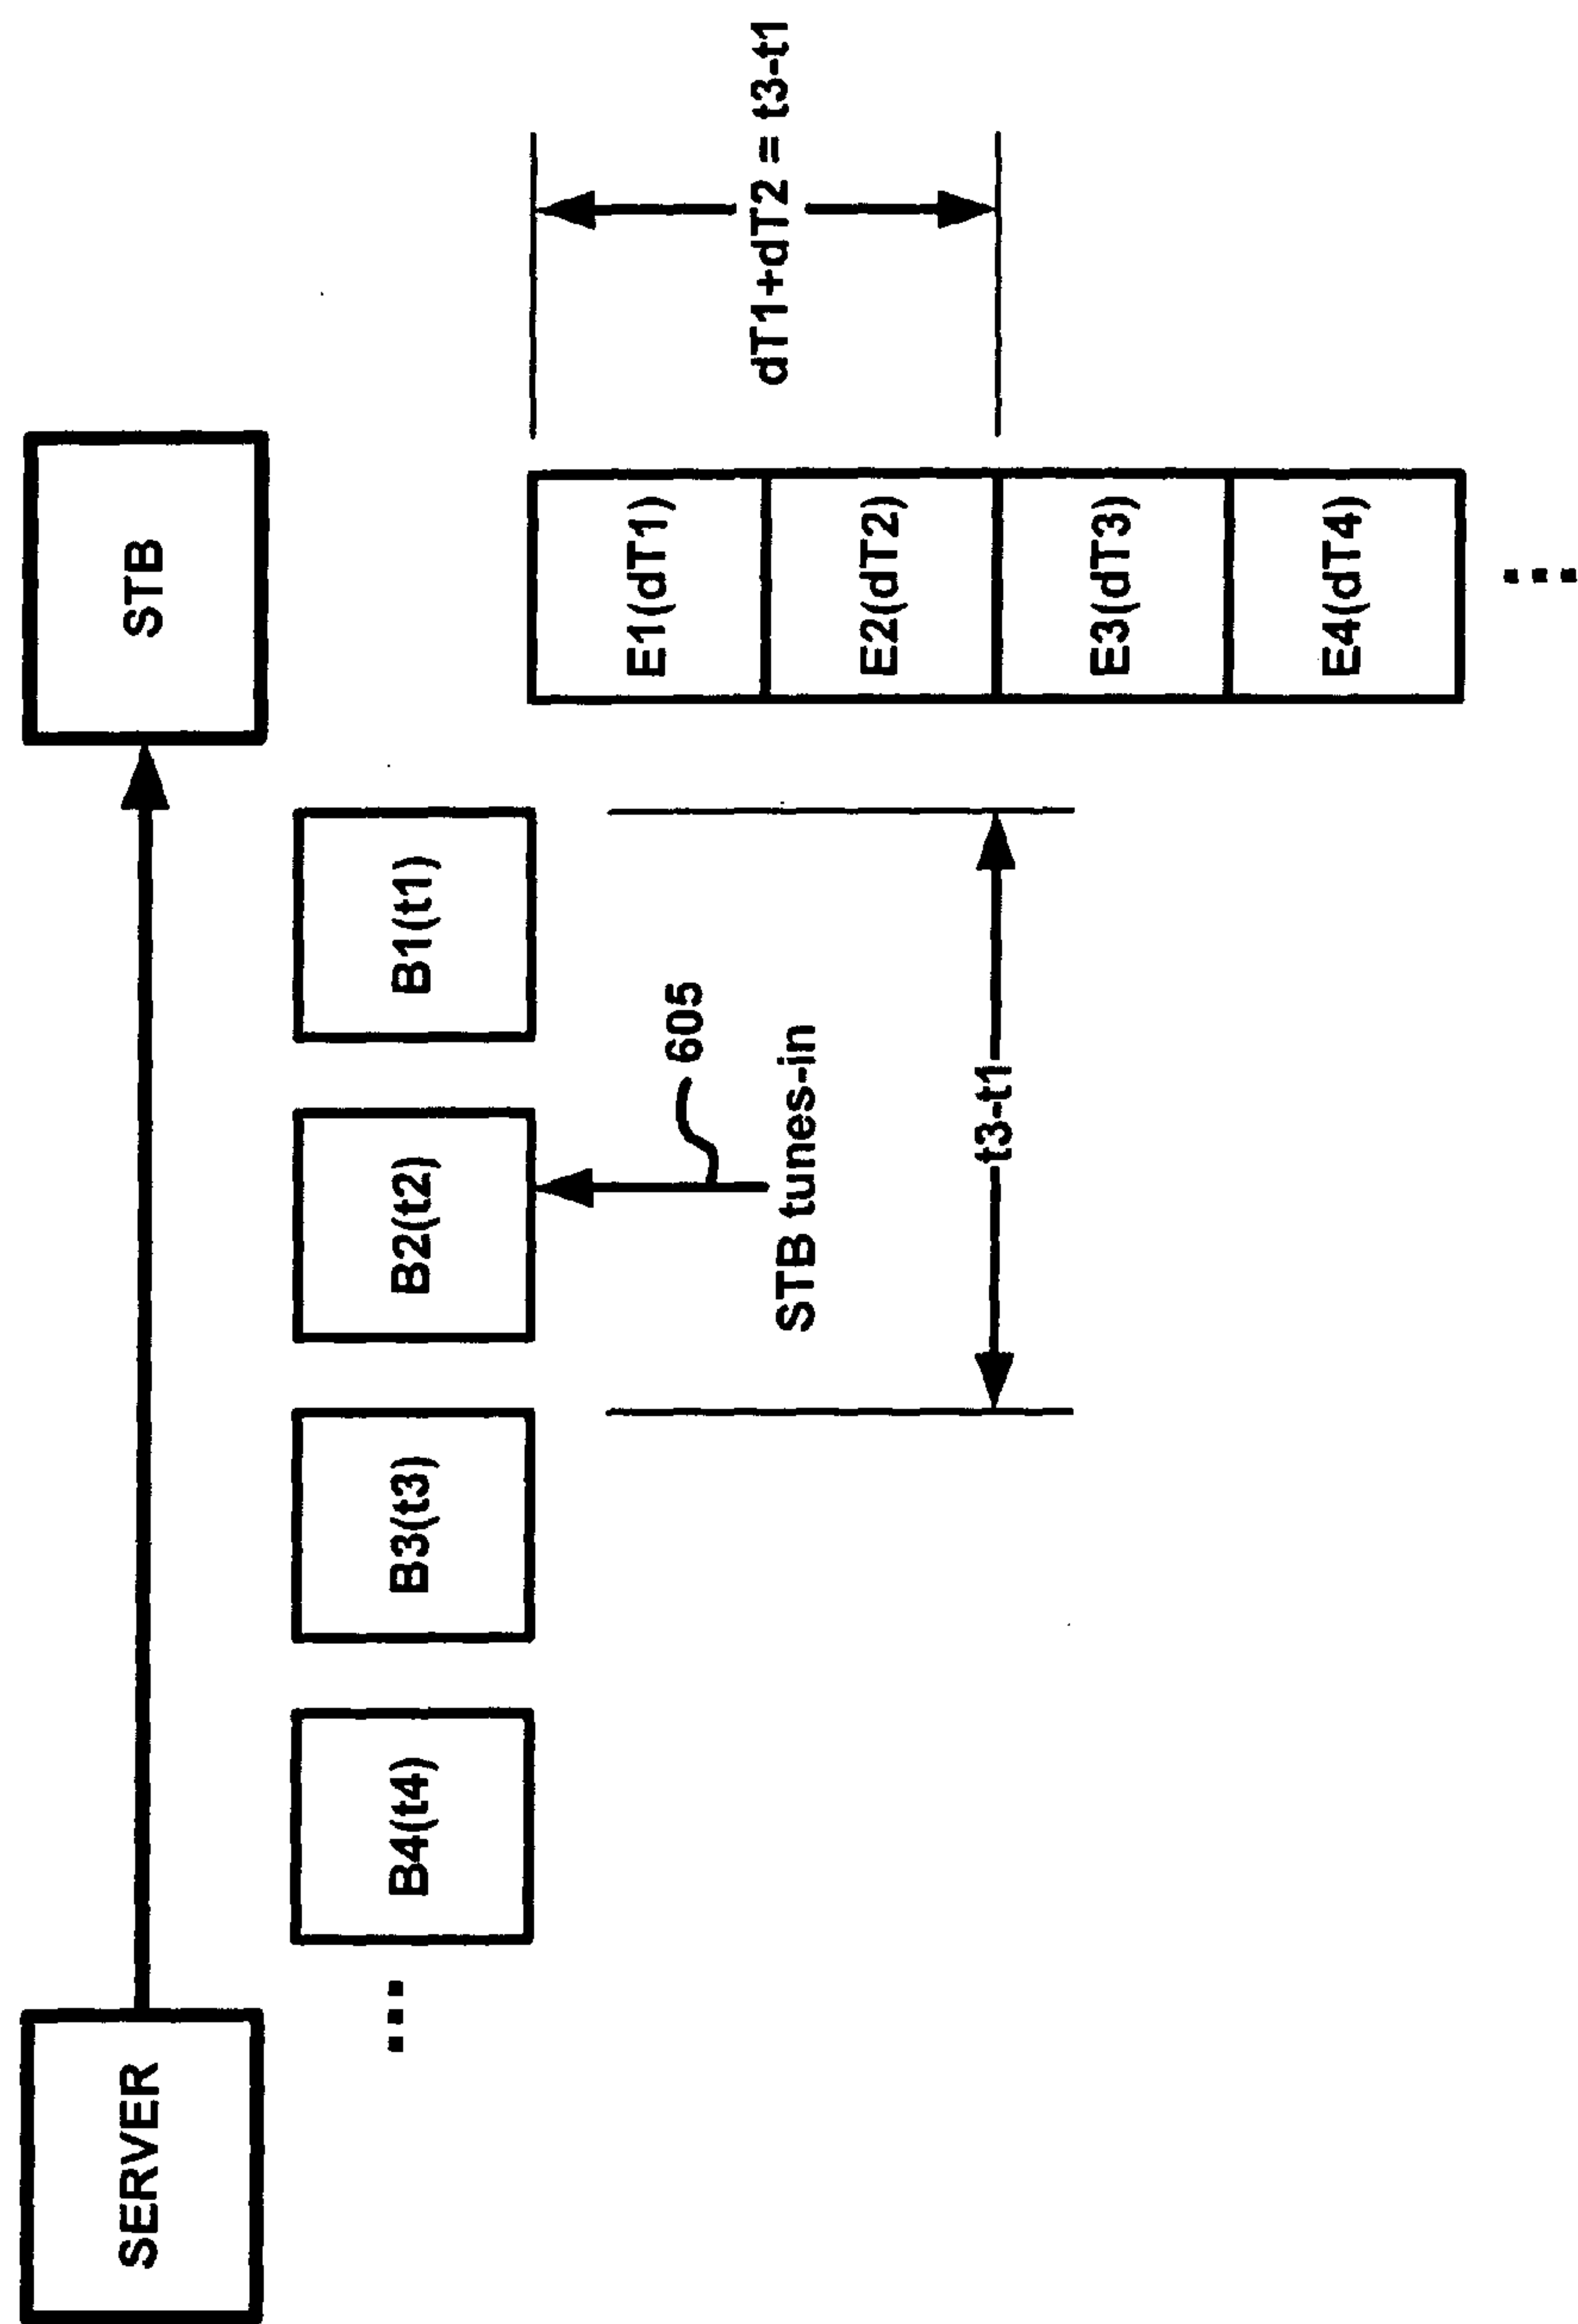 SERVER
STB
...
B4(t4)
B3(t3)
B2(t2)
B1(t1)
605
STB tunes-in
t3-t1
E1(dT1)
E2(dT2)
E3(dT3)
E4(dT4)
...
dT1+dT2 = t3-t1